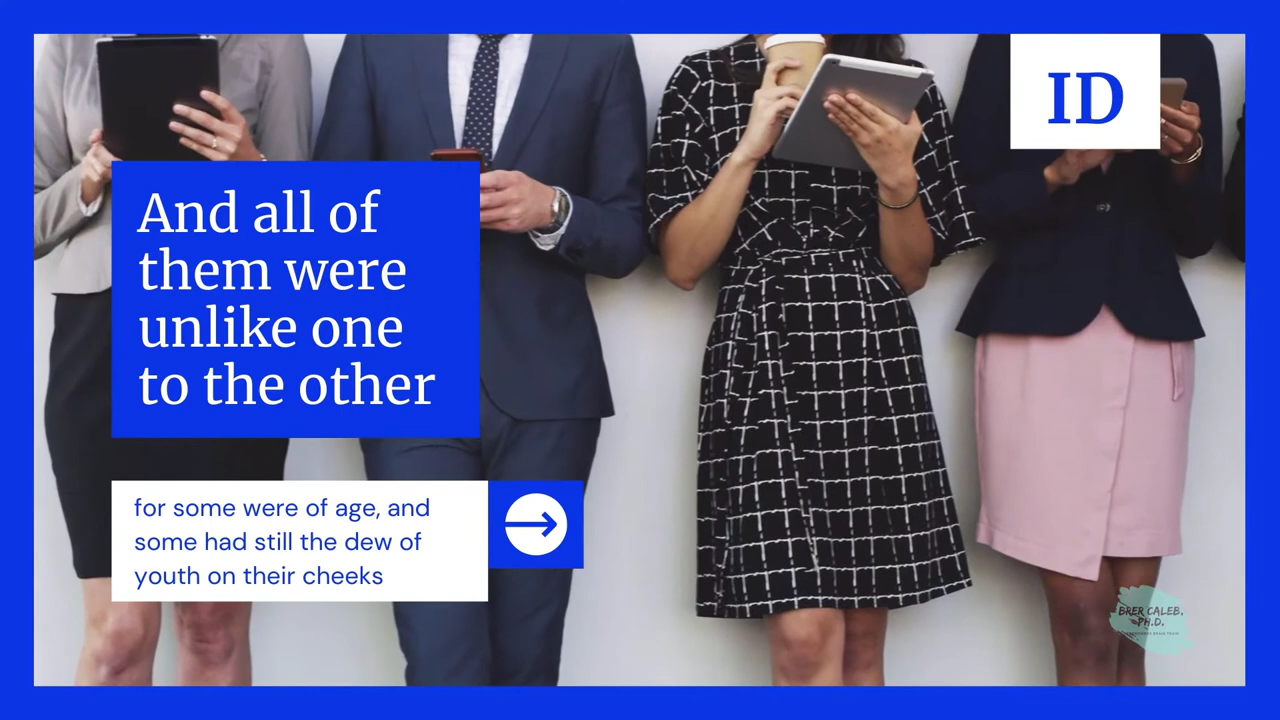 ID
And all of
them were
unlike one
to the other
for some were of age, and
some had still the dew of
youth on their cheeks
BRER CALEB,
PH.D.